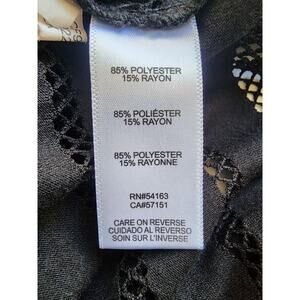 85% POLYESTER
15% RAYON
85% POLIÉSTER
15% RAYON
85% POLYESTER
15% RAYONNE
RN#54163
CA#57151
CARE ON REVERSE
CUIDADO AL REVERSO
SOIN SUR L'INVERSE